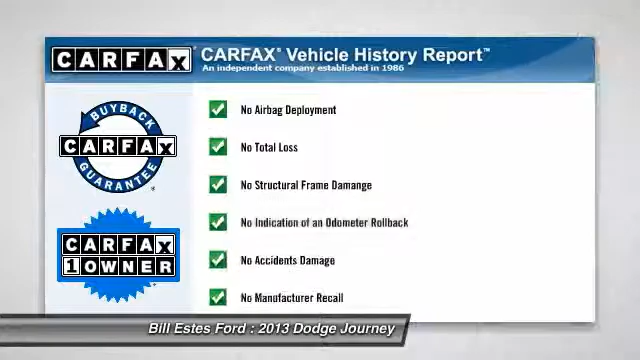 CARFAX
CARFAX® Vehicle History Report™
An independent company established in 1986
BUYBACK
CARFAX
GUARANTEE
CARFAX
1 OWNER
No Airbag Deployment
No Total Loss
No Structural Frame Damange
No Indication of an Odometer Rollback
No Accidents Damage
No Manufacturer Recall
Bill Estes Ford : 2013 Dodge Journey